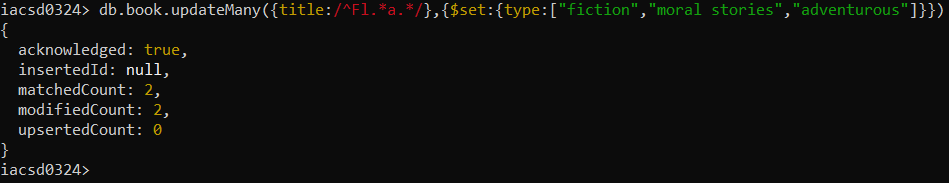 iacsd0324> db.book.updateMany({title:/^Fl.*a.*/},{$set:{type:["fiction","moral stories","adventurous"]}})
{
  acknowledged: true,
  insertedId: null,
  matchedCount: 2,
  modifiedCount: 2,
  upsertedCount: 0
}
iacsd0324>